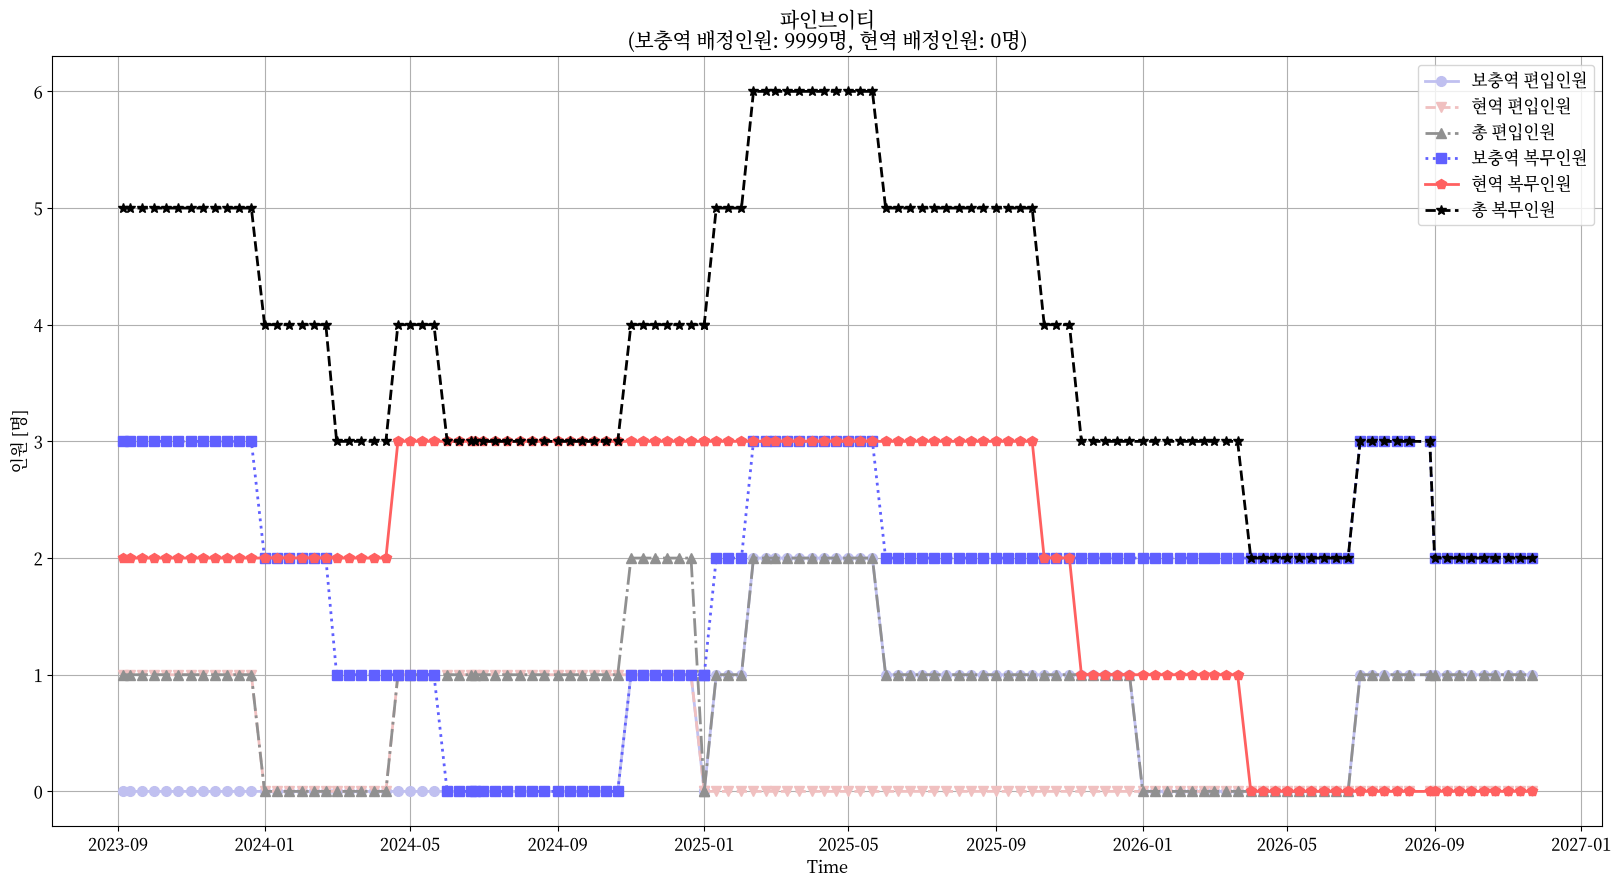 파인브이티
(보충역 배정인원: 9999명, 현역 배정인원: 0명)
보충역 편입인원
현역 편입인원
총 편입인원
보충역 복무인원
현역 복무인원
총 복무인원
인원 [명]
6
5
4
3
2
1
0
2023-09 2024-01 2024-05 2024-09 2025-01 2025-05 2025-09 2026-01 2026-05 2026-09 2027-01
Time